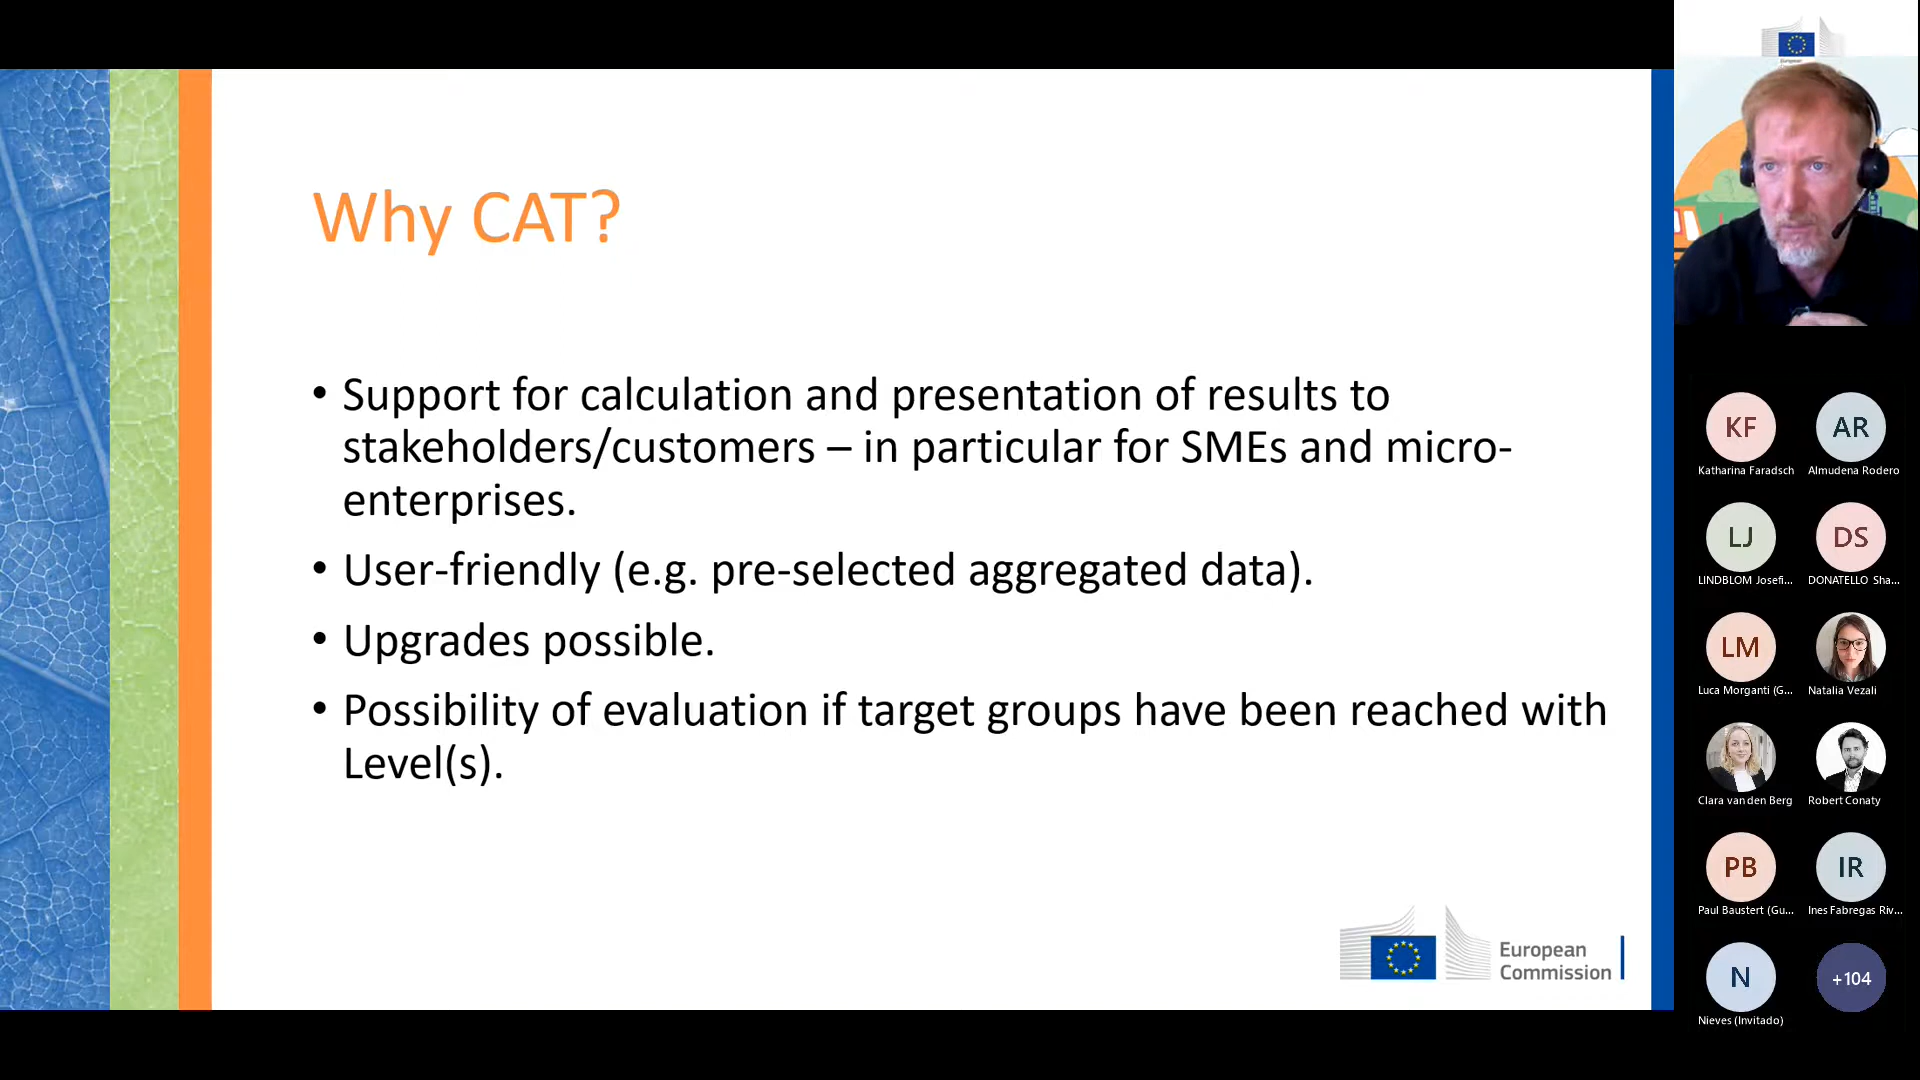 Why CAT?
• Support for calculation and presentation of results to
stakeholders/customers – in particular for SMEs and micro-
enterprises.
• User-friendly (e.g. pre-selected aggregated data).
• Upgrades possible.
• Possibility of evaluation if target groups have been reached with
Level(s).
European
Commission
European
KF
AR
Katharina Faradsch
Almudena Rodero
LJ
DS
LINDBLOM Josefi...
DONATELLO Sha...
LM
Luca Morganti (G...
Natalia Vezali
Clara van den Berg
Robert Conaty
PB
IR
Paul Baustert (Gu...
Ines Fabregas Riv...
N
+104
Nieves (Invitado)